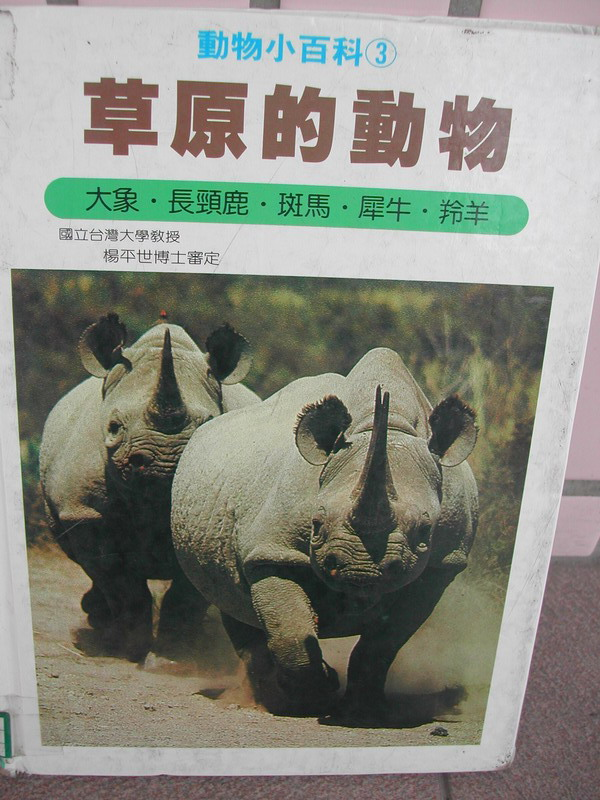 動物小百科③
草原的動物
大象・長頸鹿・斑馬・犀牛・羚羊
國立台灣大學教授
楊平世博士審定